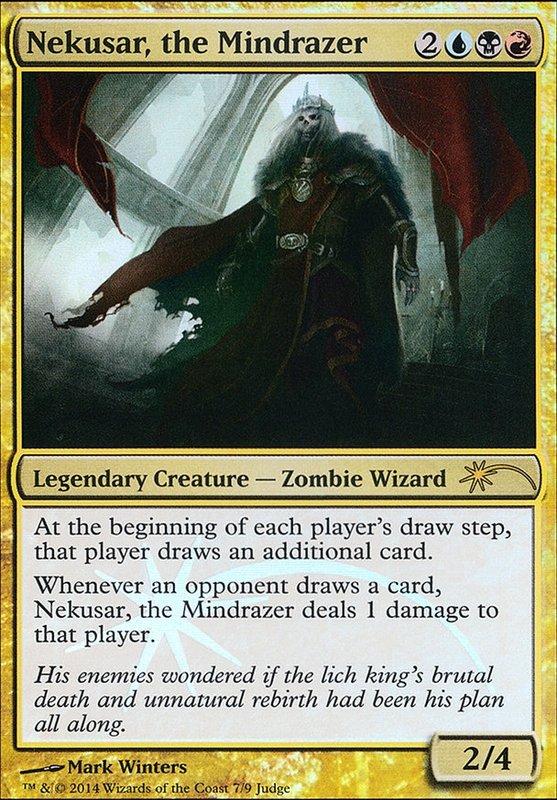 Nekusar, the Mindrazer 2
Legendary Creature — Zombie Wizard
At the beginning of each player's draw step,
that player draws an additional card.
Whenever an opponent draws a card,
Nekusar, the Mindrazer deals 1 damage to
that player.
His enemies wondered if the lich king's brutal
death and unnatural rebirth had been his plan
all along.
Mark Winters
2/4
™ & © 2014 Wizards of the Coast 7/9 Judge